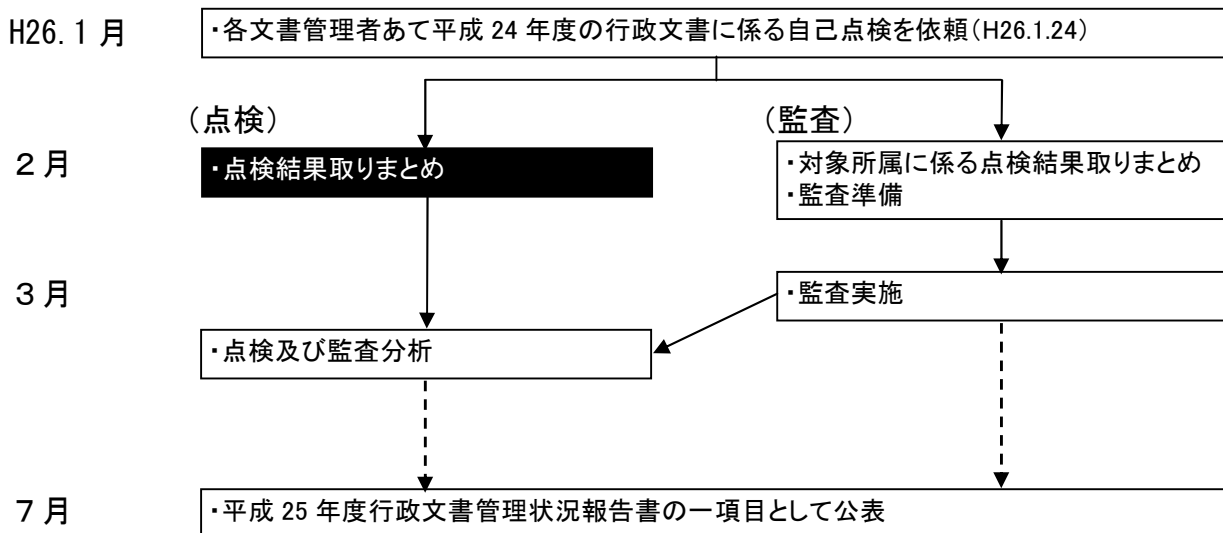 H26.1月
・各文書管理者あて平成 24 年度の行政文書に係る自己点検を依頼(H26.1.24)
(点検)
(監査)
２月
・点検結果取りまとめ
・対象所属に係る点検結果取りまとめ
・監査準備
３月
・監査実施
・点検及び監査分析
７月
・平成 25 年度行政文書管理状況報告書の一項目として公表